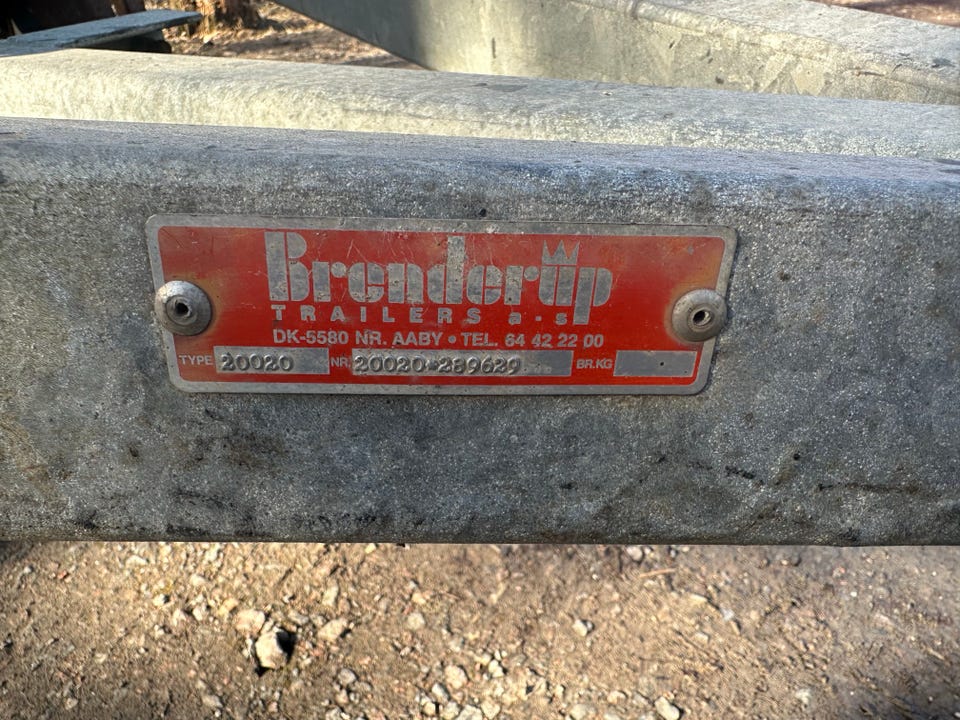 Brenderup
TRAILERS a·s
DK-5580 NR. AABY • TEL. 64 42 22 00
TYPE 20020 NR. 20020-289629 BR.KG